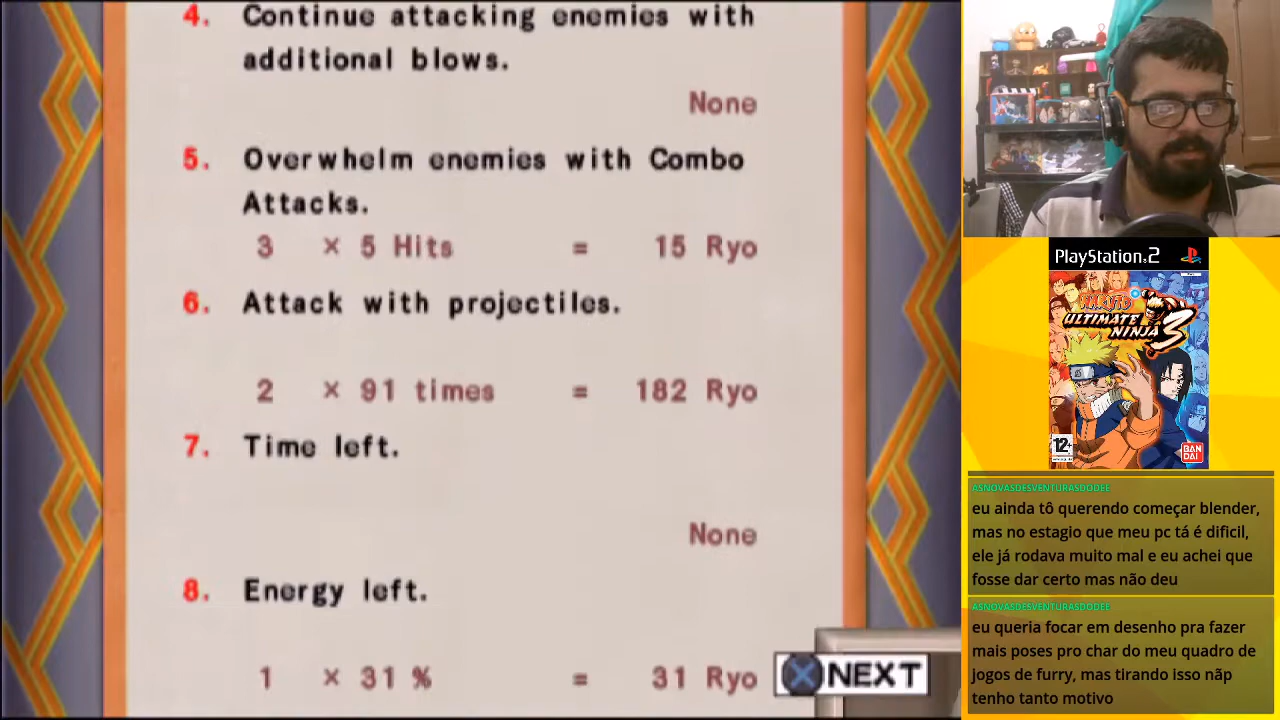 4. Continue attacking enemies with
additional blows.
None
5. Overwhelm enemies with Combo
Attacks.
3 × 5 Hits = 15 Ryo
6. Attack with projectiles.
2 × 91 times = 182 Ryo
7. Time left.
None
8. Energy left.
1 × 31 % = 31 Ryo
NEXT
PlayStation.2
NARUTO
ULTIMATE
NINJA 3
12+
BAN
DAI
ASNOVASDESVENTURASDODEE
eu ainda tô querendo começar blender,
mas no estagio que meu pc tá é dificil,
ele já rodava muito mal e eu achei que
fosse dar certo mas não deu
ASNOVASDESVENTURASDODEE
eu queria focar em desenho pra fazer
mais poses pro char do meu quadro de
jogos de furry, mas tirando isso nãp
tenho tanto motivo